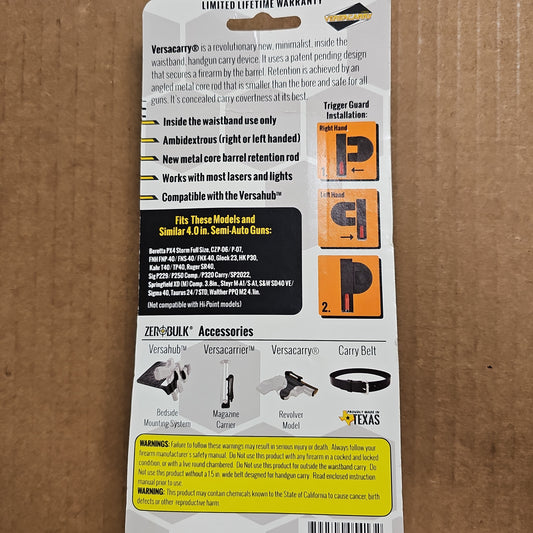 LIMITED LIFETIME WARRANTY
VERSACARRY
Versacarry® is a revolutionary new, minimalist, inside the
waistband, handgun carry device. It uses a patent pending design
that secures a firearm by the barrel. Retention is achieved by an
angled metal core rod that is smaller than the bore and safe for all
guns. It's concealed carry covertness at its best.
Inside the waistband use only
Ambidextrous (right or left handed)
New metal core barrel retention rod
Works with most lasers and lights
Compatible with the Versahub™
Trigger Guard
Installation:
Right Hand
1.
Left Hand
2.
Fits These Models and
Similar 4.0 in. Semi-Auto Guns:
Beretta PX4 Storm Full Size, CZP-06 / P-07,
FNH FNP-40 / FNS-40 / FNX-40, Glock 23, HK P30,
Kahr T40 / TP40, Ruger SR40,
Sig P229 / P250 Comp. /P320 Carry /SP2022,
Springfield XD (M) Comp. 3.8in., Steyr M-A1/ S-A1, S&W SD40 VE/
Sigma 40, Taurus 24/7 STD, Walther PPQ M2 4.1in.
(Not compatible with Hi-Point models)
ZEROBULK® Accessories
Versahub™
Versacarrier™
Versacarry®
Carry Belt
Bedside
Mounting System
Magazine
Carrier
Revolver
Model
PROUDLY MADE IN
TEXAS
WARNINGS: Failure to follow these warnings may result in serious injury or death. Always follow your
firearm manufacturer's safety manual. Do Not use this product with any firearm in a cocked and locked
condition, or with a live round chambered. Do Not use this product for outside the waistband carry. Do
Not use this product without a 1.5 in. wide belt designed for handgun carry. Read enclosed instruction
manual prior to use.
WARNING: This product may contain chemicals known to the State of California to cause cancer, birth
defects or other reproductive harm.